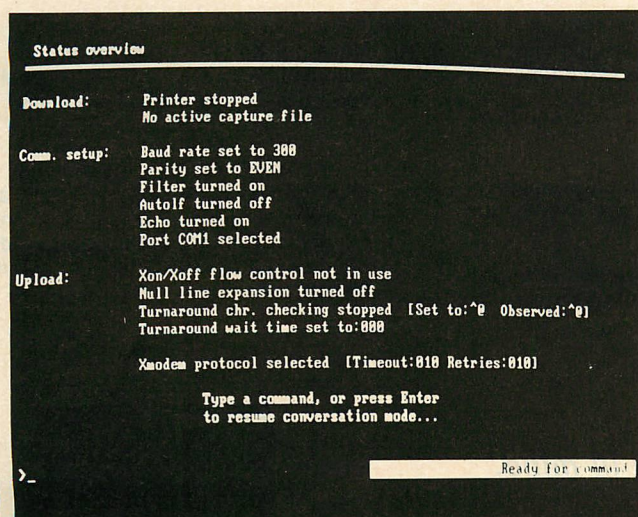 Status overview
Download: Printer stopped
No active capture file
Comm. setup: Baud rate set to 300
Parity set to EVEN
Filter turned on
Autolf turned off
Echo turned on
Port COM1 selected
Upload: Xon/Xoff flow control not in use
Null line expansion turned off
Turnaround chr. checking stopped [Set to:^@ Observed:^@]
Turnaround wait time set to:000
Xmodem protocol selected [Timeout:010 Retries:010]
Type a command, or press Enter
to resume conversation mode...
>_ Ready for command